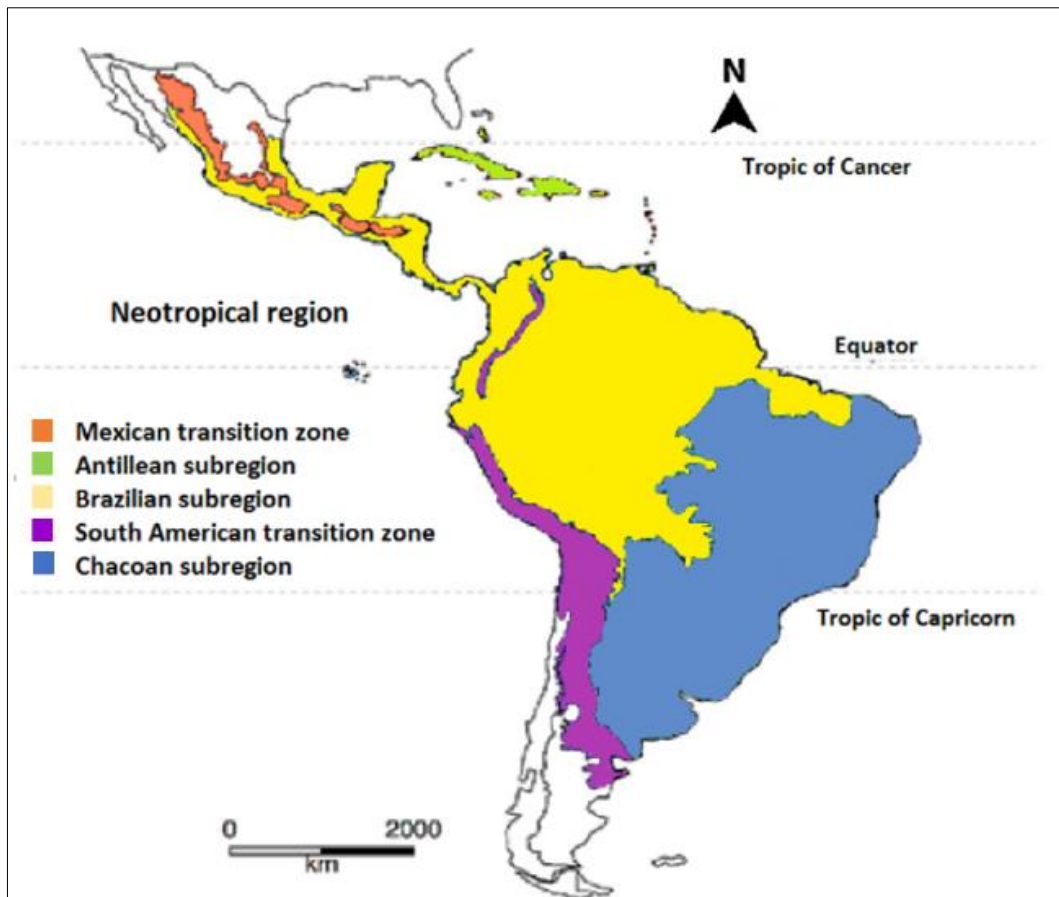 N
Tropic of Cancer
Neotropical region
Equator
Mexican transition zone
Antillean subregion
Brazilian subregion
South American transition zone
Chacoan subregion
Tropic of Capricorn
0 2000
km